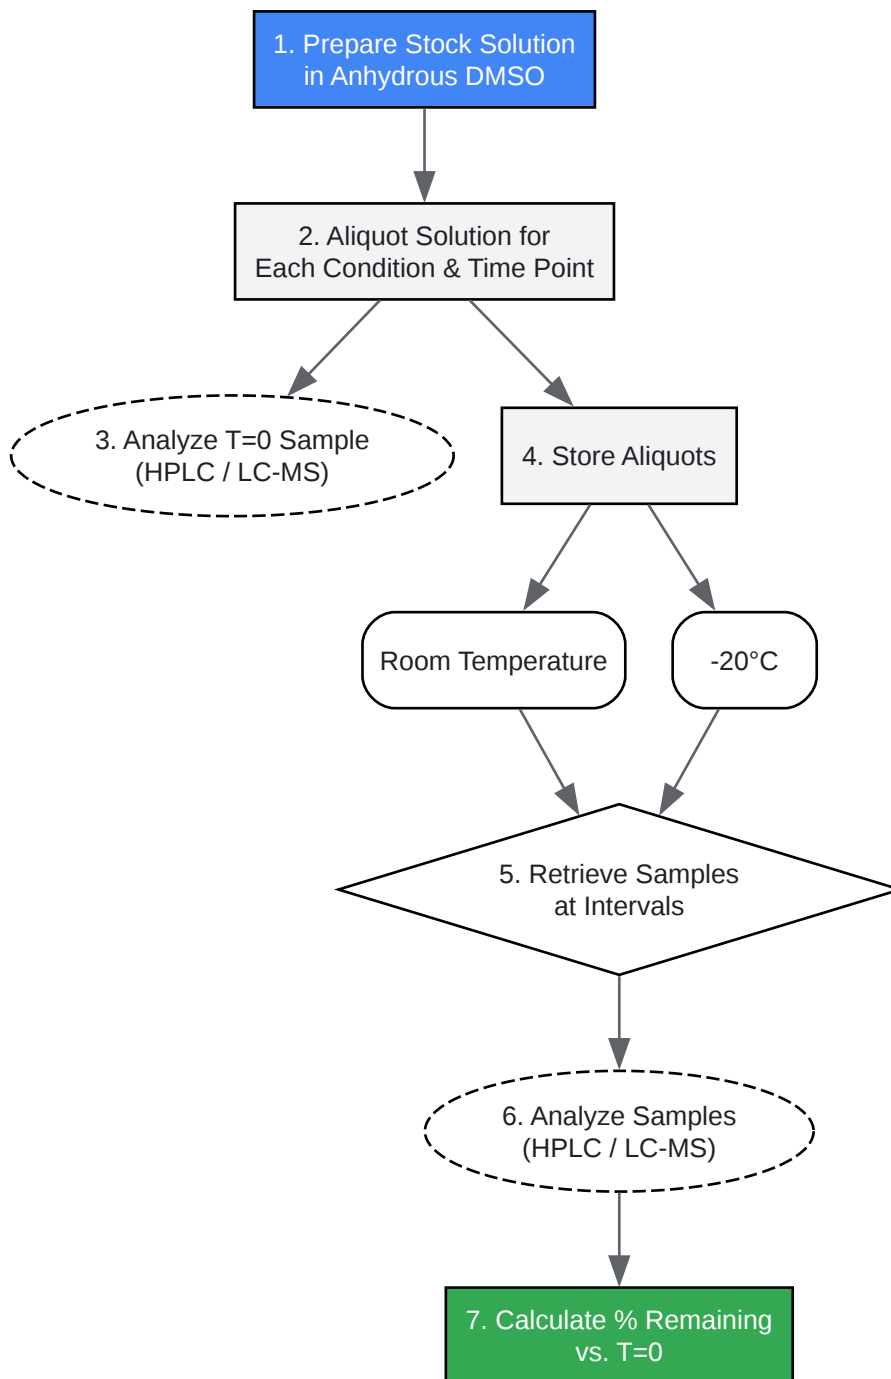 1. Prepare Stock Solution
in Anhydrous DMSO
2. Aliquot Solution for
Each Condition & Time Point
3. Analyze T=0 Sample
(HPLC / LC-MS)
4. Store Aliquots
Room Temperature
-20°C
5. Retrieve Samples
at Intervals
6. Analyze Samples
(HPLC / LC-MS)
7. Calculate % Remaining
vs. T=0